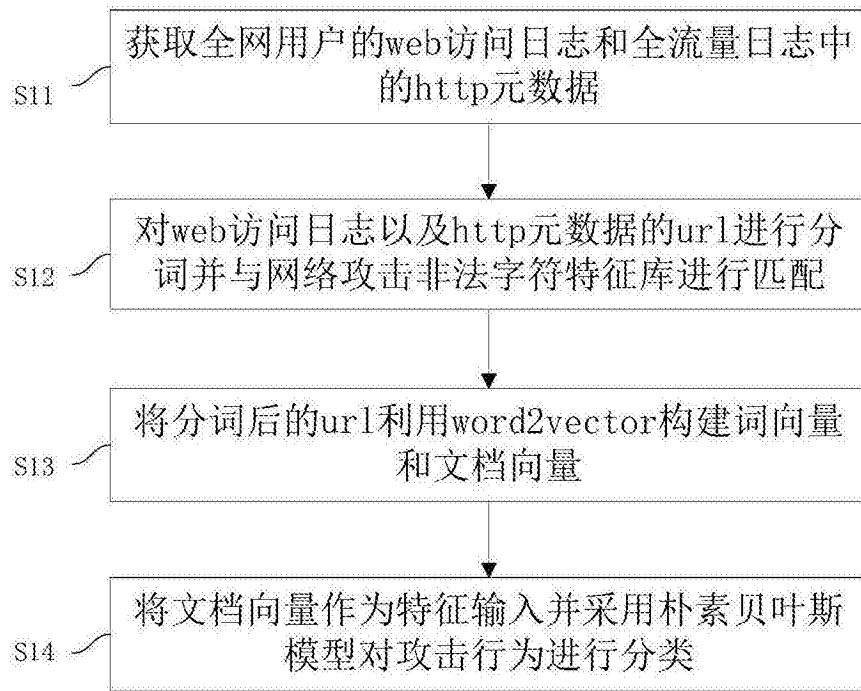 获取全网用户的web访问日志和全流量日志中
的http元数据
S11
对web访问日志以及http元数据的url进行分
词并与网络攻击非法字符特征库进行匹配
S12
将分词后的url利用word2vector构建词向量
和文档向量
S13
将文档向量作为特征输入并采用朴素贝叶斯
模型对攻击行为进行分类
S14